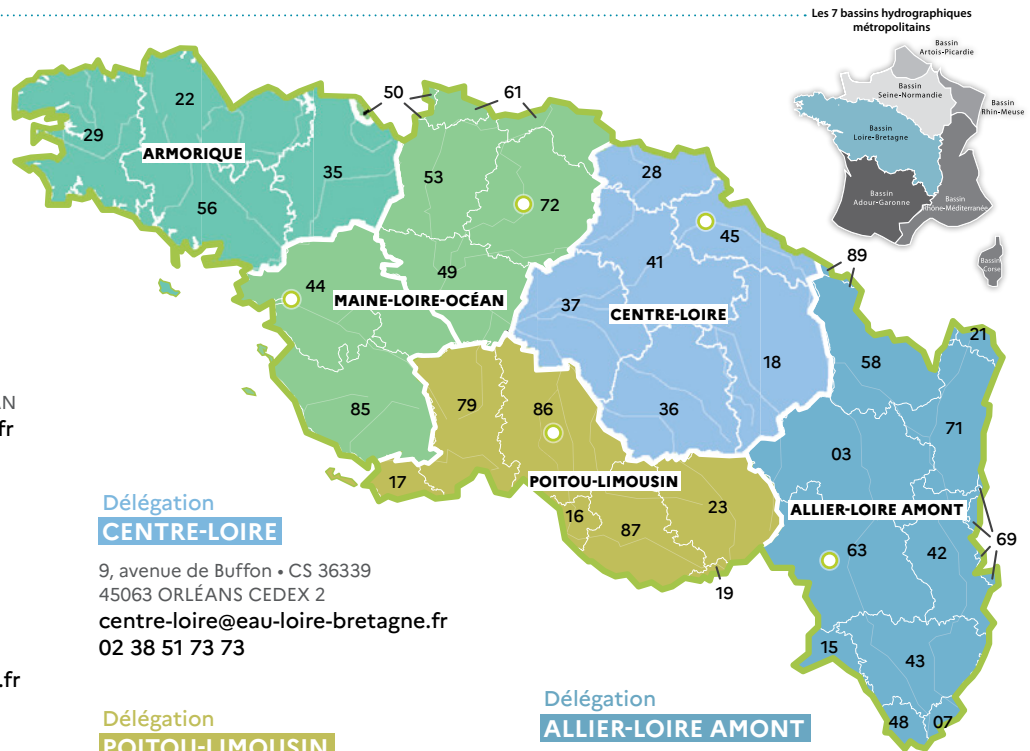 Les 7 bassins hydrographiques
métropolitains
Bassin
Artois-Picardie
Bassin
Seine-Normandie
Bassin
Rhin-Meuse
Bassin
Loire-Bretagne
Bassin
Adour-Garonne
Bassin
Rhône-Méditerranée
Bassin
Corse
50
61
22
29
ARMORIQUE
35
53
28
56
72
45
41
89
49
44
MAINE-LOIRE-OCÉAN
37
CENTRE-LOIRE
21
58
18
85
79
86
36
71
03
17
POITOU-LIMOUSIN
23
ALLIER-LOIRE AMONT
16
87
63
42
69
19
15
43
48
07
AN
fr
.fr
Délégation
CENTRE-LOIRE
9, avenue de Buffon • CS 36339
45063 ORLÉANS CEDEX 2
centre-loire@eau-loire-bretagne.fr
02 38 51 73 73
Délégation
POITOU-LIMOUSIN
Délégation
ALLIER-LOIRE AMONT